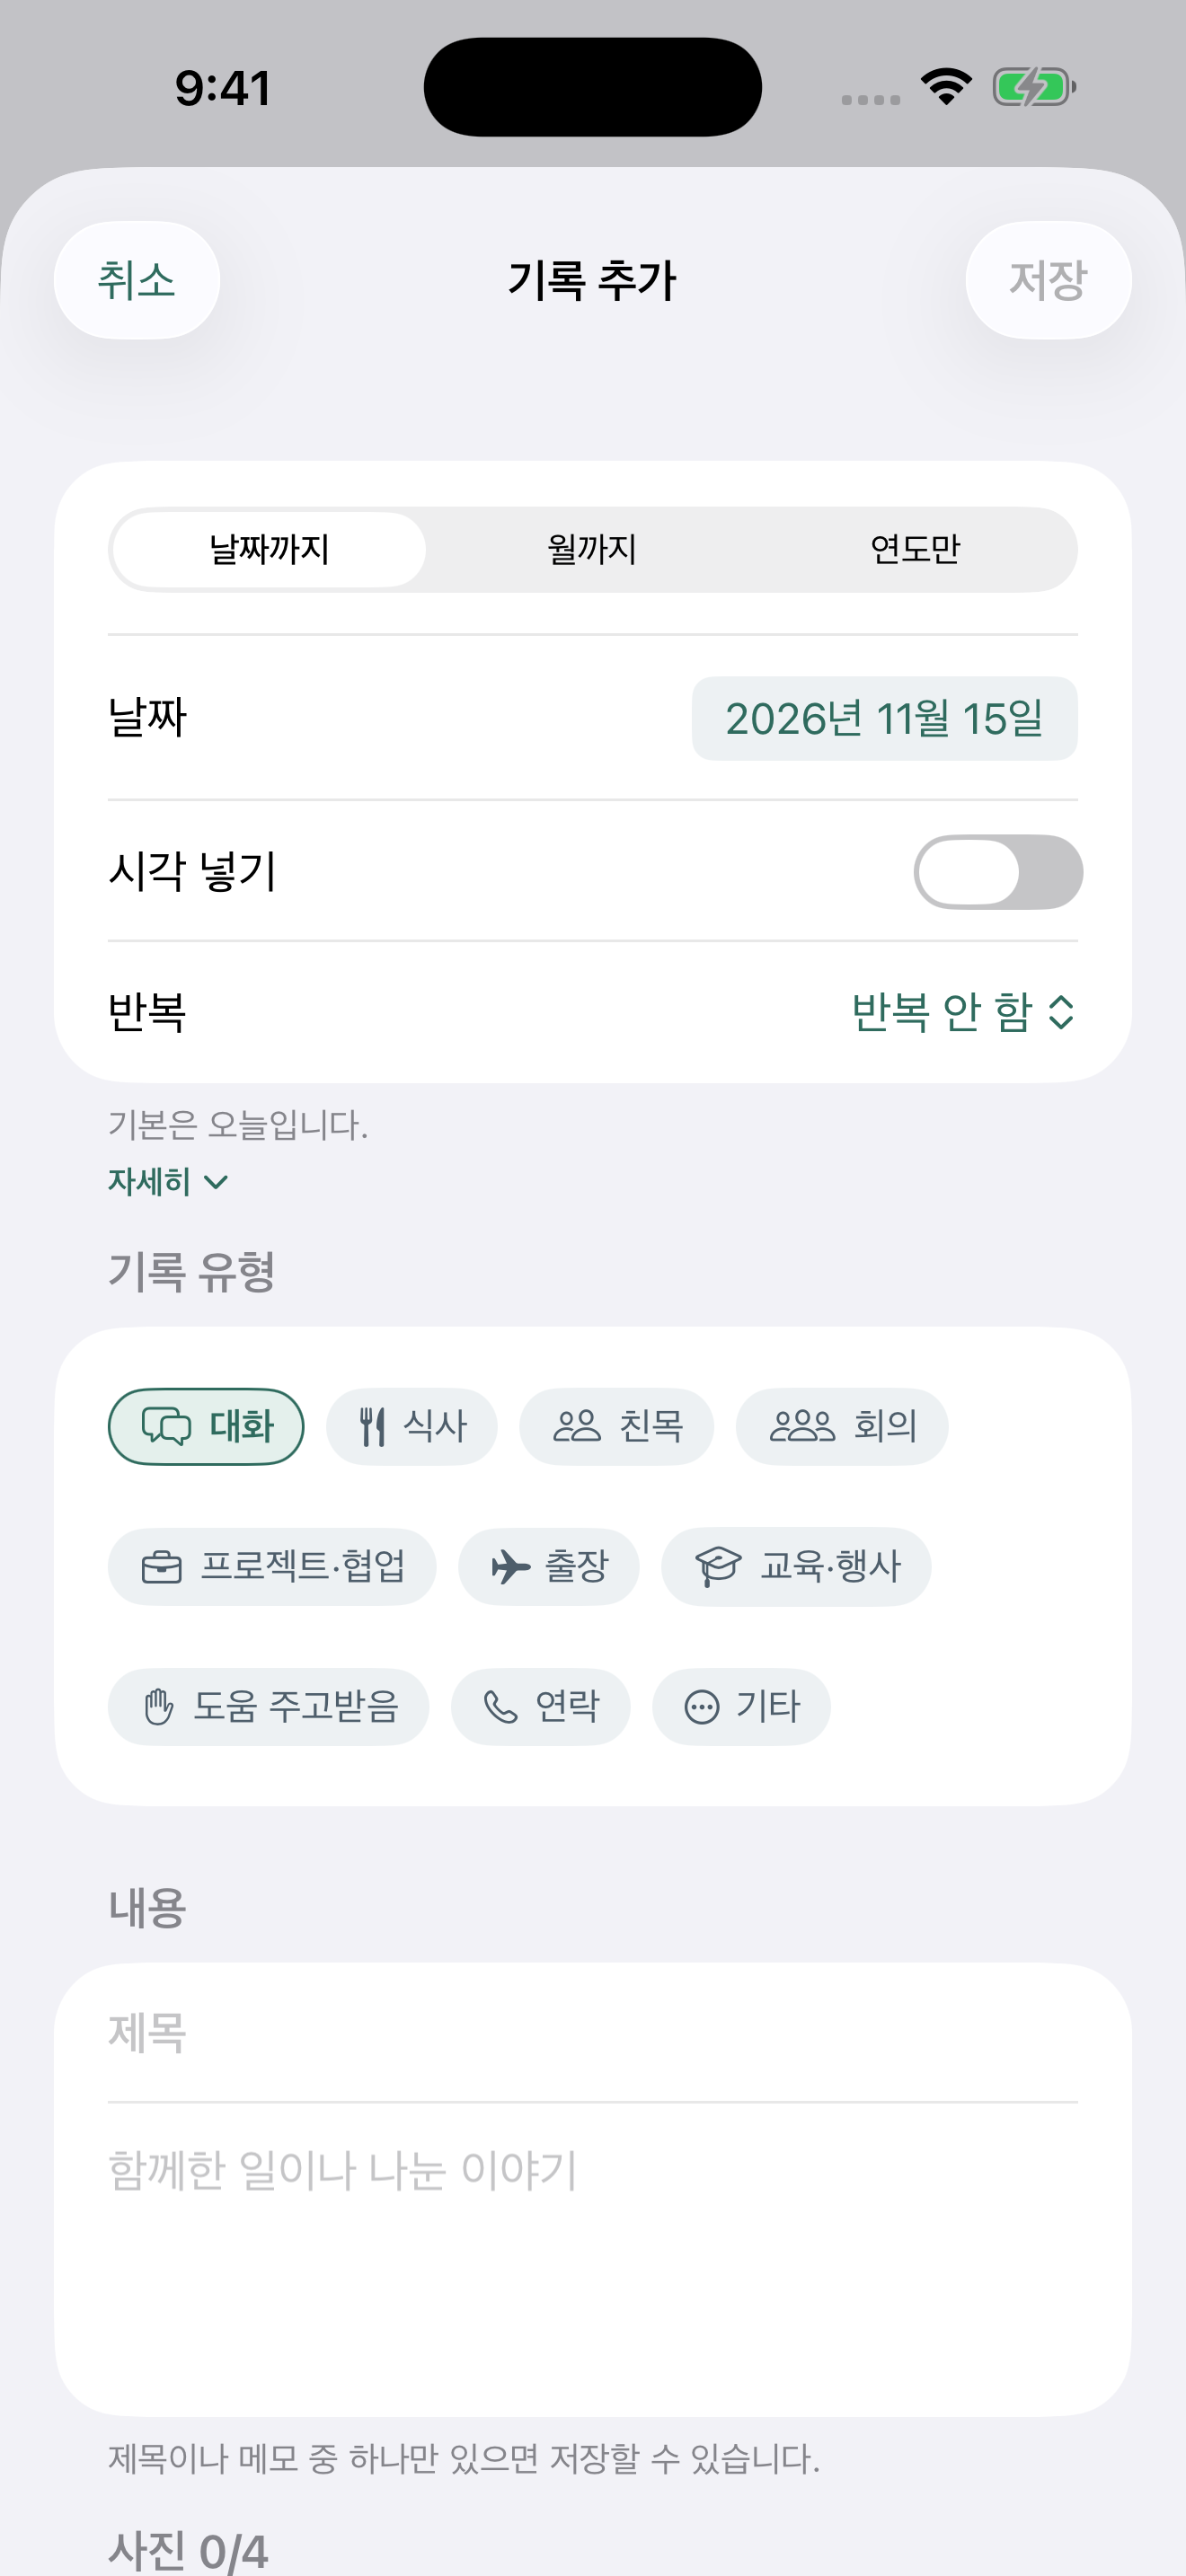 9:41
취소 기록 추가 저장
날짜까지 월까지 연도만
날짜 2026년 11월 15일
시각 넣기
반복 반복 안 함
기본은 오늘입니다.
자세히
기록 유형
대화 식사 친목 회의
프로젝트·협업 출장 교육·행사
도움 주고받음 연락 기타
내용
제목
함께한 일이나 나눈 이야기
제목이나 메모 중 하나만 있으면 저장할 수 있습니다.
사진 0/4